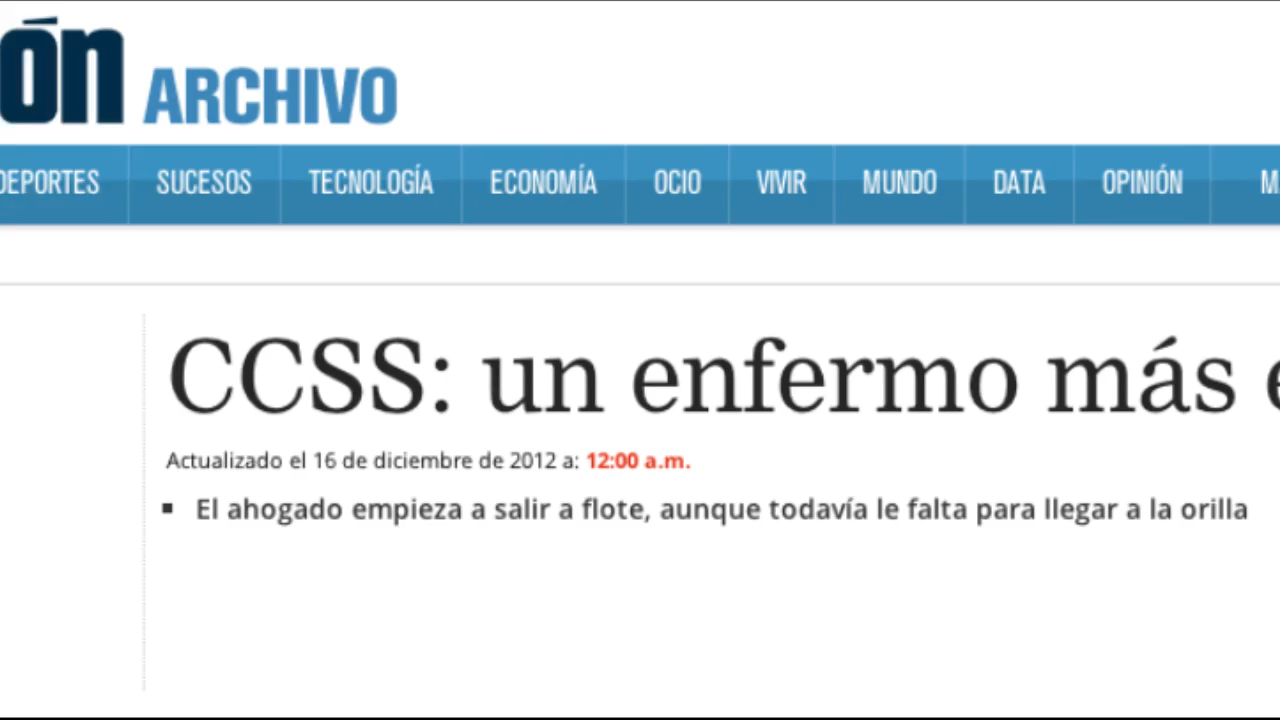 ón ARCHIVO
DEPORTES SUCESOS TECNOLOGÍA ECONOMÍA OCIO VIVIR MUNDO DATA OPINIÓN
CCSS: un enfermo más
Actualizado el 16 de diciembre de 2012 a: 12:00 a.m.
El ahogado empieza a salir a flote, aunque todavía le falta para llegar a la orilla